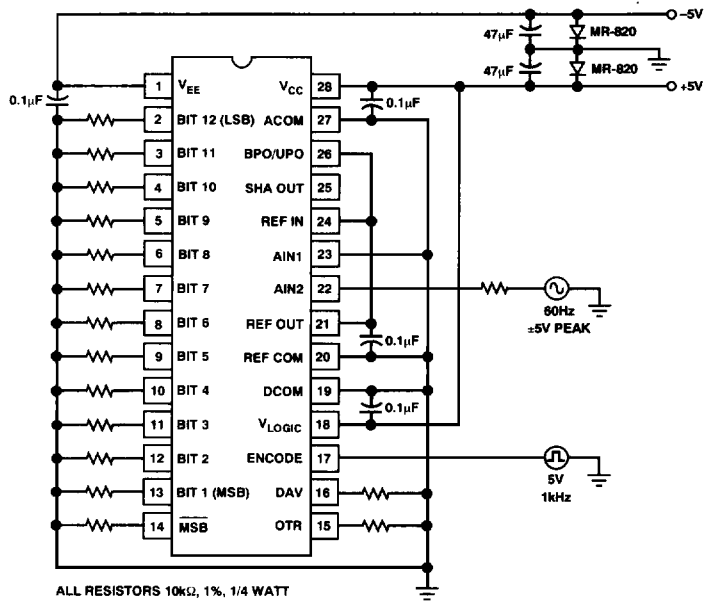 –5V
47µF
MR-820
47µF
MR-820
+5V
0.1µF
1 VEE
2 BIT 12 (LSB)
3 BIT 11
4 BIT 10
5 BIT 9
6 BIT 8
7 BIT 7
8 BIT 6
9 BIT 5
10 BIT 4
11 BIT 3
12 BIT 2
13 BIT 1 (MSB)
14 M̅S̅B̅
VCC 28
0.1µF
ACOM 27
BPO/UPO 26
SHA OUT 25
REF IN 24
AIN1 23
AIN2 22
60Hz
±5V PEAK
REF OUT 21
0.1µF
REF COM 20
DCOM 19
0.1µF
VLOGIC 18
ENCODE 17
5V
1kHz
DAV 16
OTR 15
ALL RESISTORS 10kΩ, 1%, 1/4 WATT